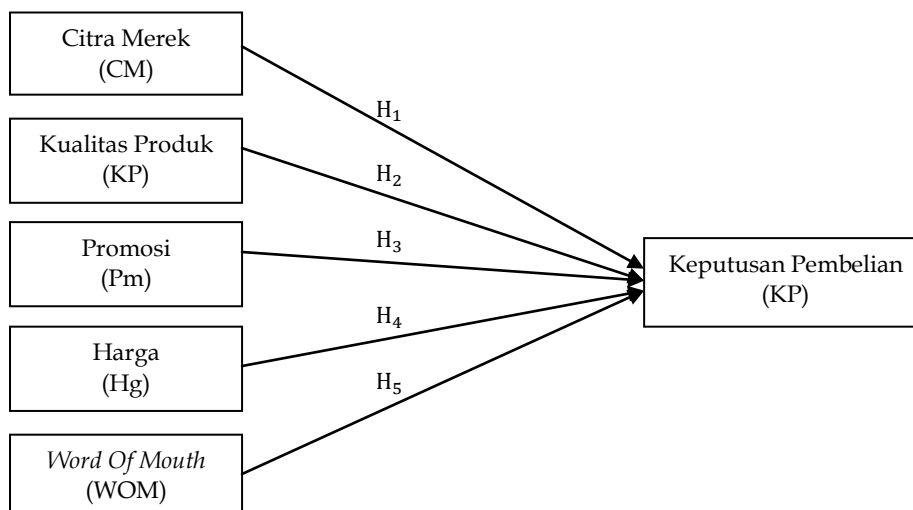 Citra Merek
(CM)
H₁
Kualitas Produk
(KP)
H₂
Promosi
(Pm)
H₃
Keputusan Pembelian
(KP)
Harga
(Hg)
H₄
Word Of Mouth
(WOM)
H₅